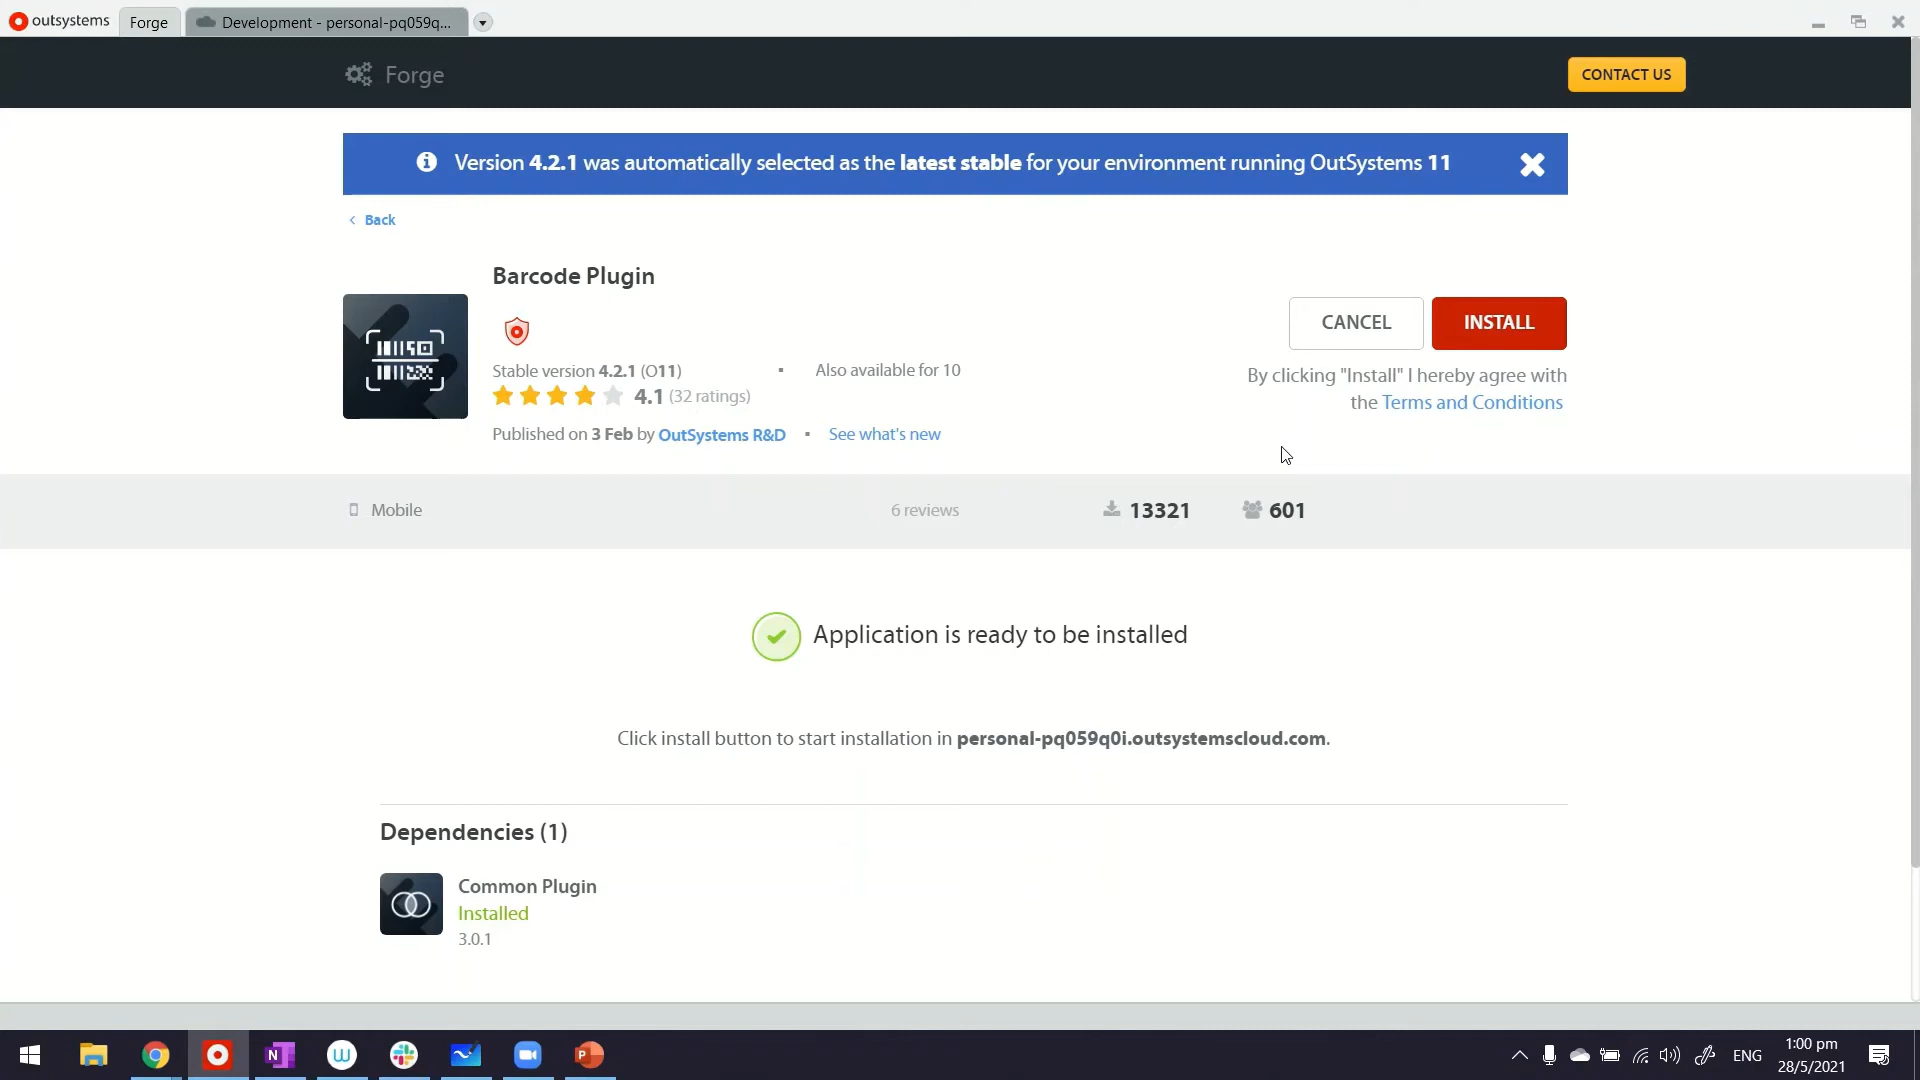 outsystems
Forge
Development - personal-pq059q...
Forge
CONTACT US
Version 4.2.1 was automatically selected as the latest stable for your environment running OutSystems 11
Back
Barcode Plugin
Stable version 4.2.1 (O11)
Also available for 10
4.1 (32 ratings)
Published on 3 Feb by OutSystems R&D
See what's new
CANCEL
INSTALL
By clicking "Install" I hereby agree with
the Terms and Conditions
Mobile
6 reviews
13321
601
Application is ready to be installed
Click install button to start installation in personal-pq059q0i.outsystemscloud.com.
Dependencies (1)
Common Plugin
Installed
3.0.1
ENG
1:00 pm
28/5/2021